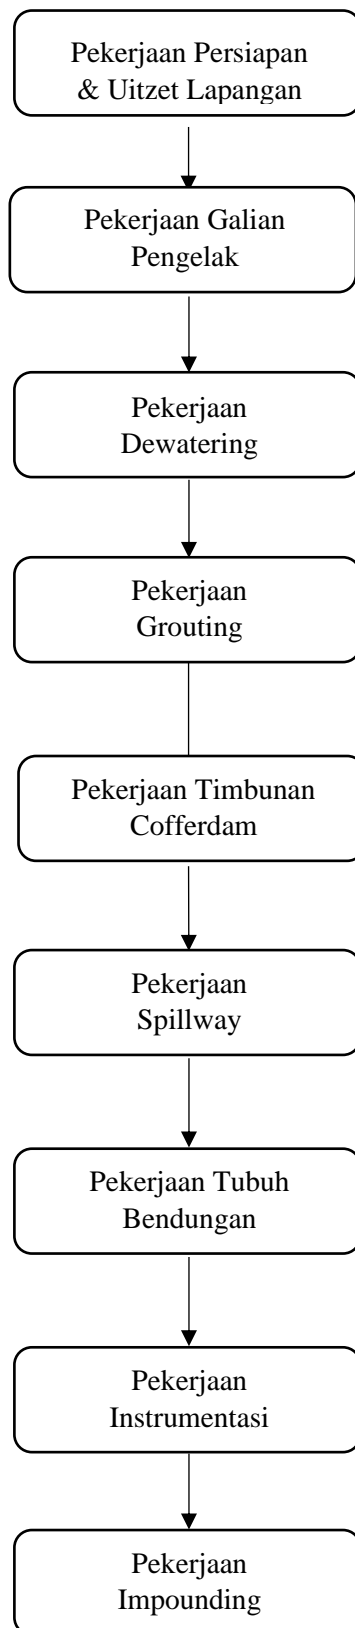 Pekerjaan Persiapan
& Uitzet Lapangan
Pekerjaan Galian
Pengelak
Pekerjaan
Dewatering
Pekerjaan
Grouting
Pekerjaan Timbunan
Cofferdam
Pekerjaan
Spillway
Pekerjaan Tubuh
Bendungan
Pekerjaan
Instrumentasi
Pekerjaan
Impounding